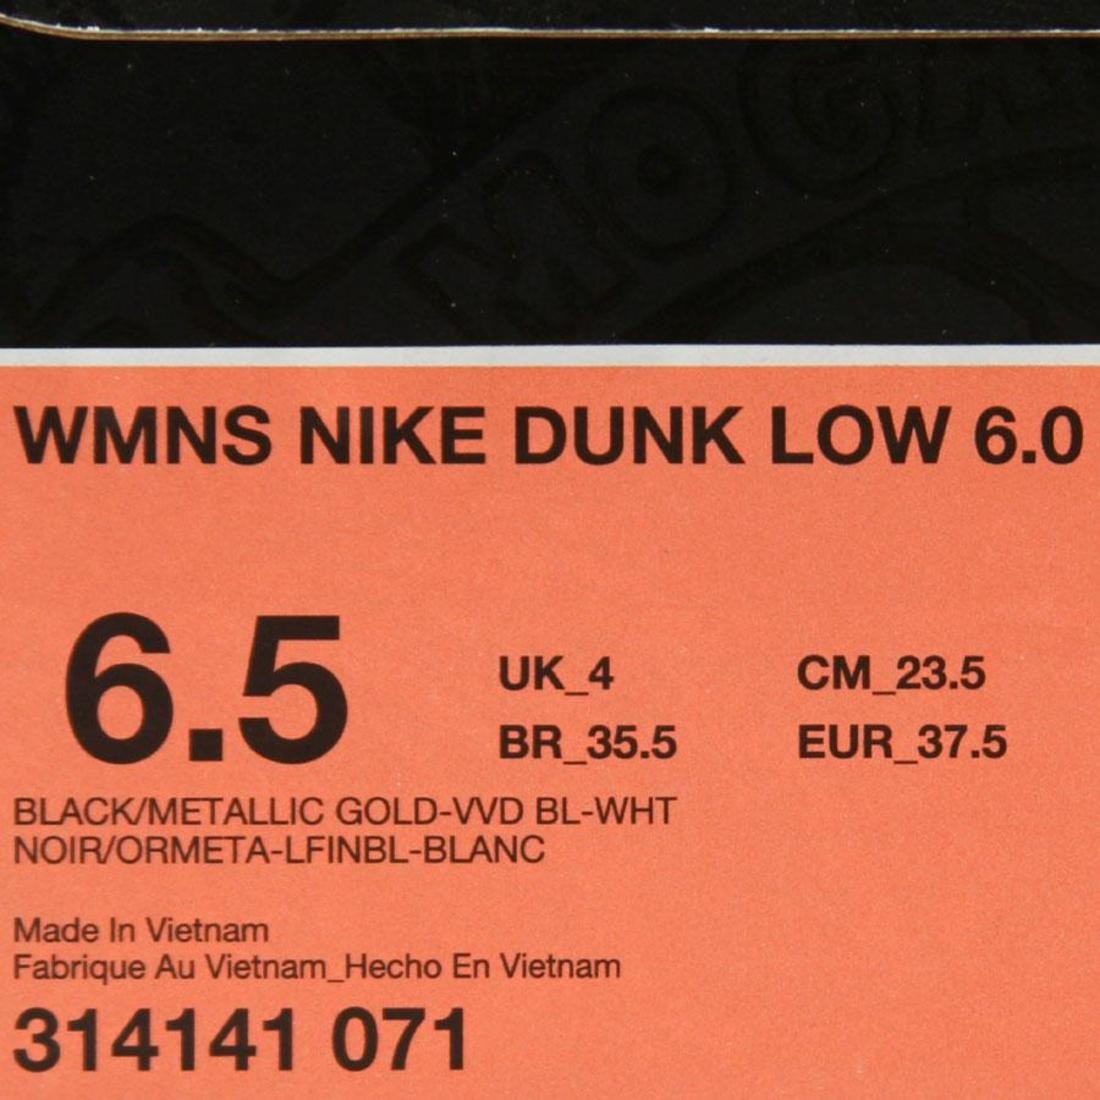 WMNS NIKE DUNK LOW 6.0
6.5
UK_4 CM_23.5
BR_35.5 EUR_37.5
BLACK/METALLIC GOLD-VVD BL-WHT
NOIR/ORMETA-LFINBL-BLANC
Made In Vietnam
Fabrique Au Vietnam_Hecho En Vietnam
314141 071